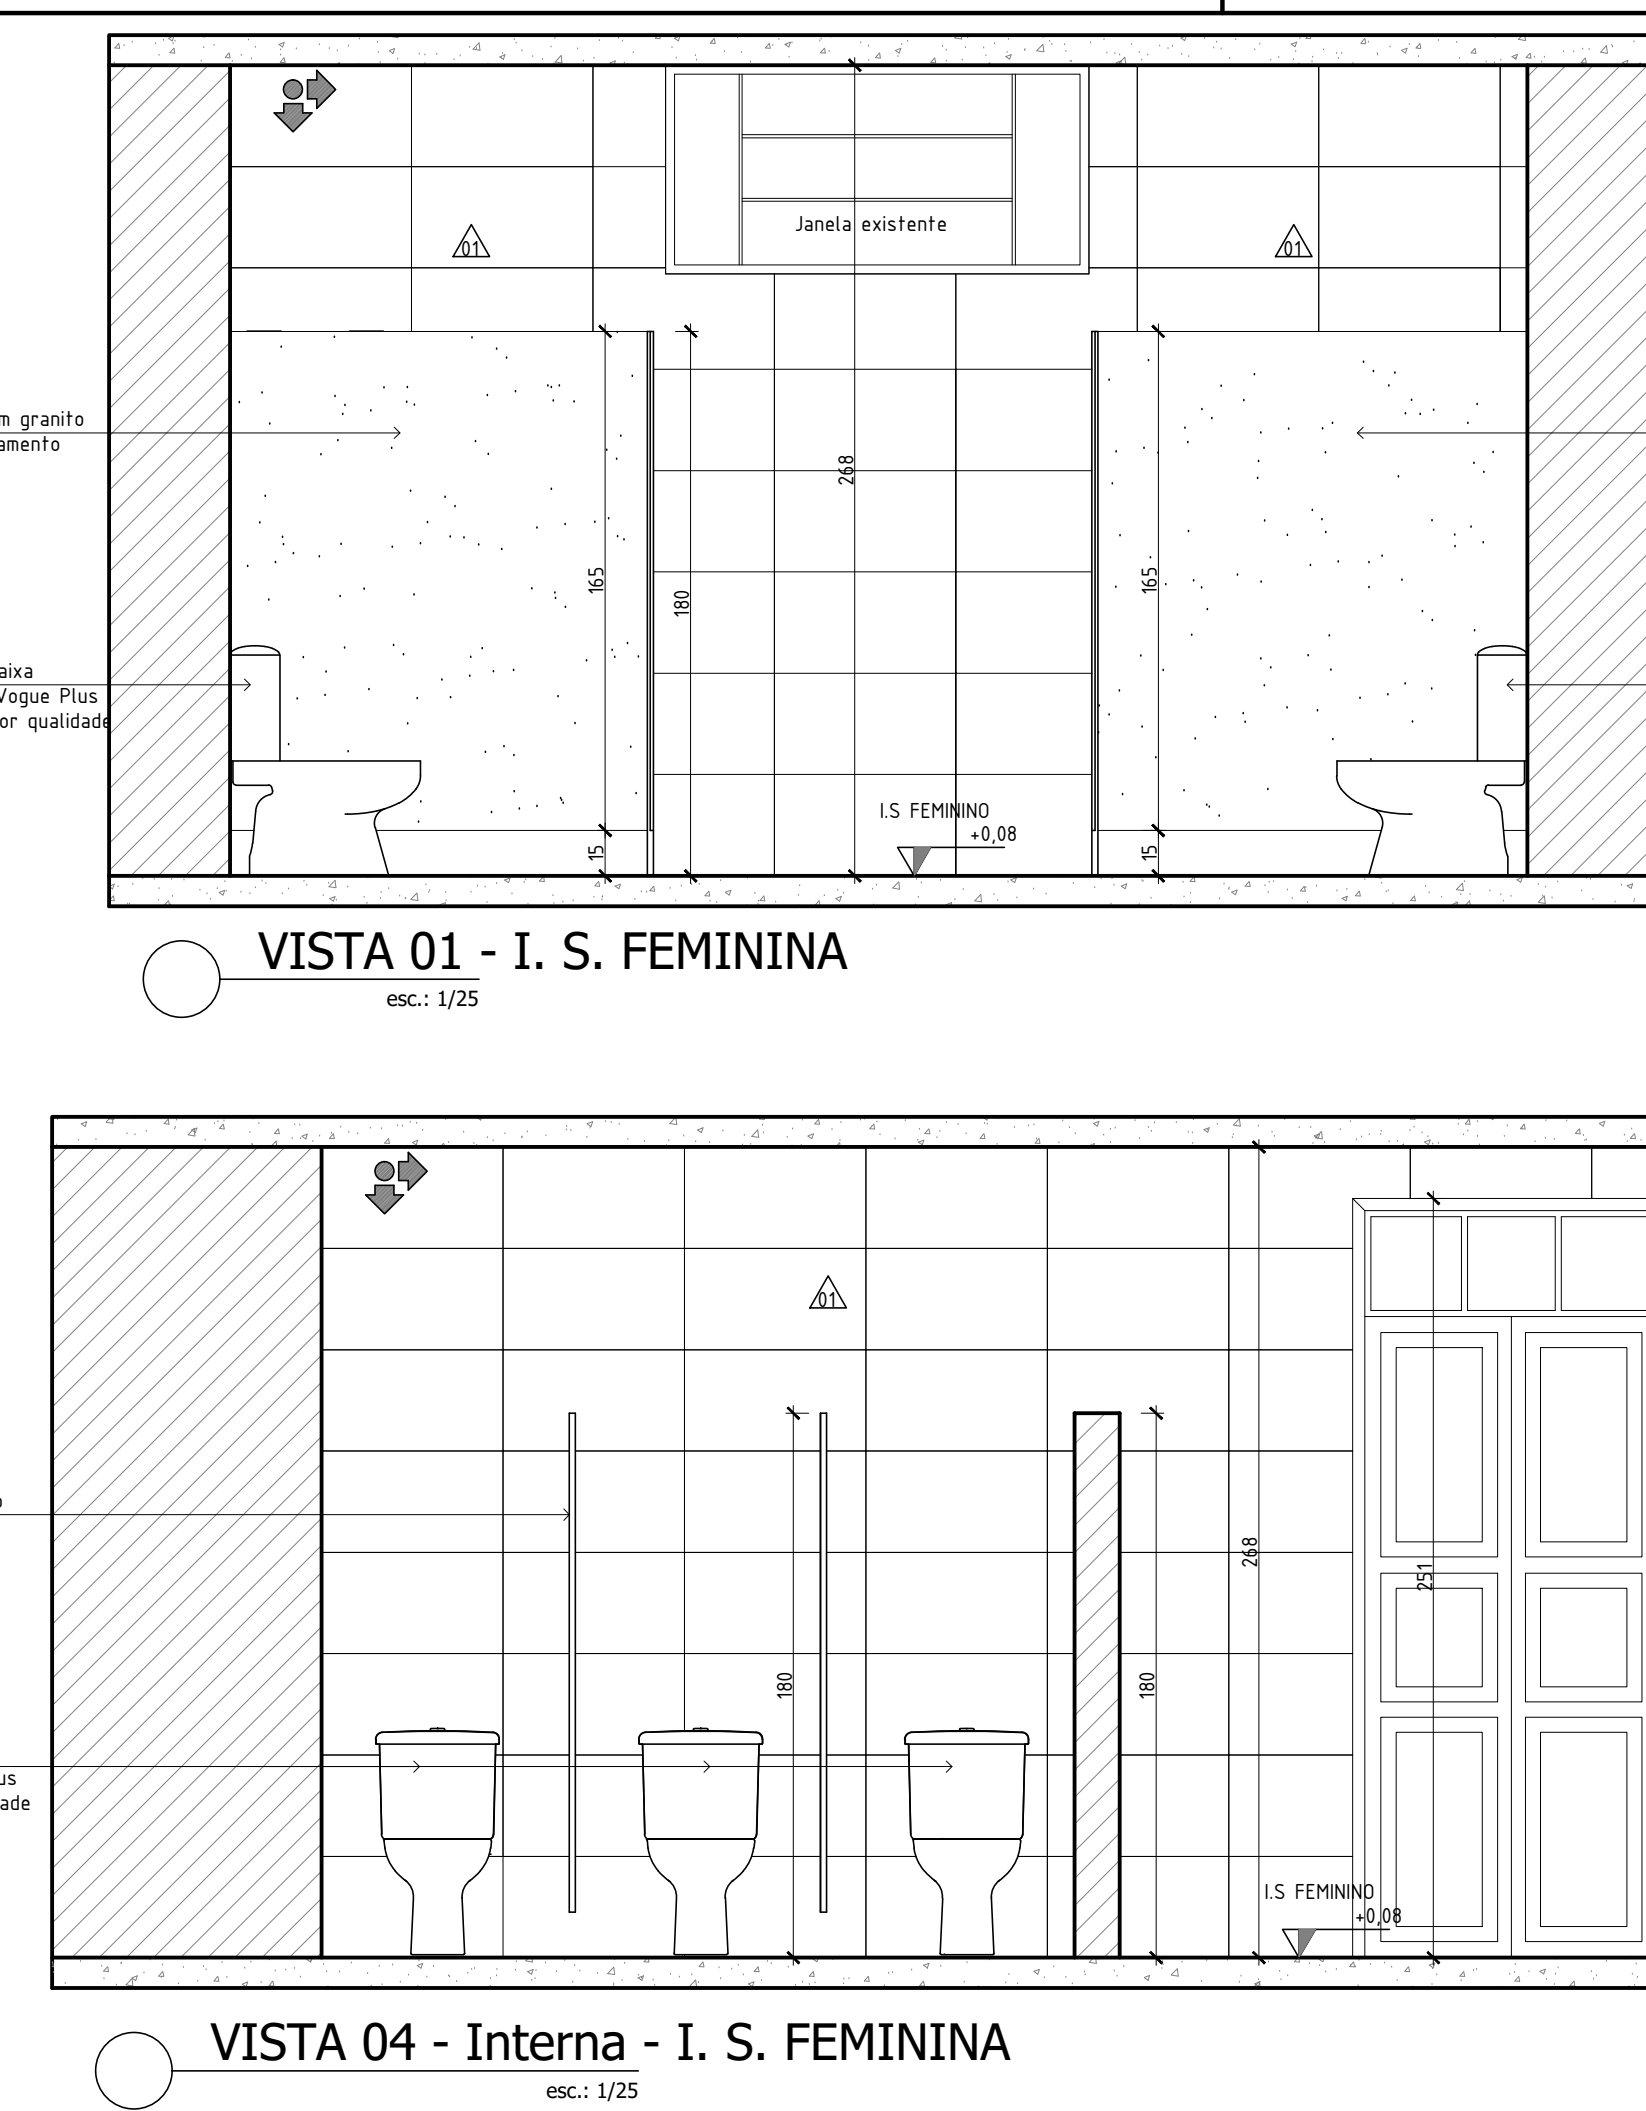 Janela existente
01
01
m granito
amento
268
165
180
165
aixa
Vogue Plus
or qualidade
I.S FEMININO
+0,08
15
15
VISTA 01 - I. S. FEMININA
esc.: 1/25
01
o
268
251
180
180
us
ade
I.S FEMININO
+0,08
VISTA 04 - Interna - I. S. FEMININA
esc.: 1/25